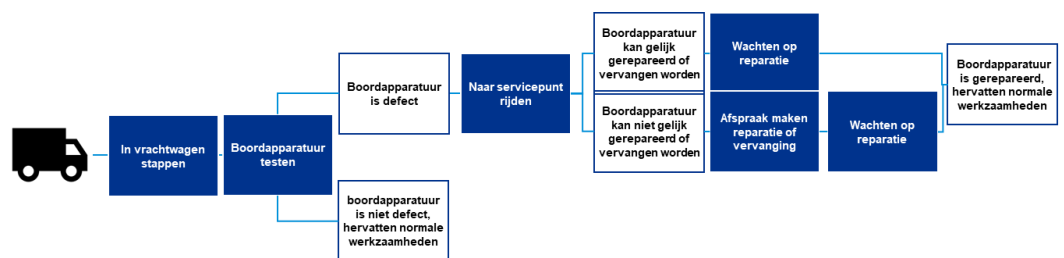 In vrachtwagen
stappen
Boordapparatuur
testen
Boordapparatuur
is defect
boordapparatuur
is niet defect,
hervatten normale
werkzaamheden
Naar servicepunt
rijden
Boordapparatuur
kan gelijk
gerepareerd of
vervangen worden
Wachten op
reparatie
Boordapparatuur
kan niet gelijk
gerepareerd of
vervangen worden
Afspraak maken
reparatie of
vervanging
Wachten op
reparatie
Boordapparatuur
is gerepareerd,
hervatten normale
werkzaamheden